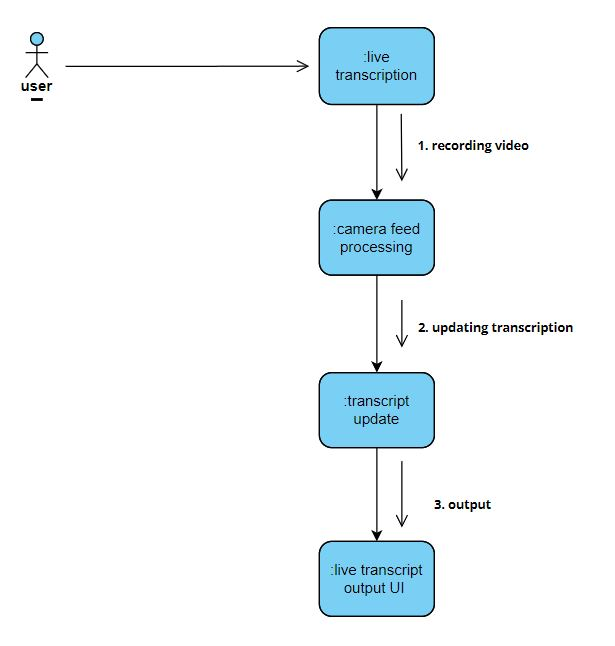 :live
transcription
user
1. recording video
:camera feed
processing
2. updating transcription
:transcript
update
3. output
:live transcript
output UI